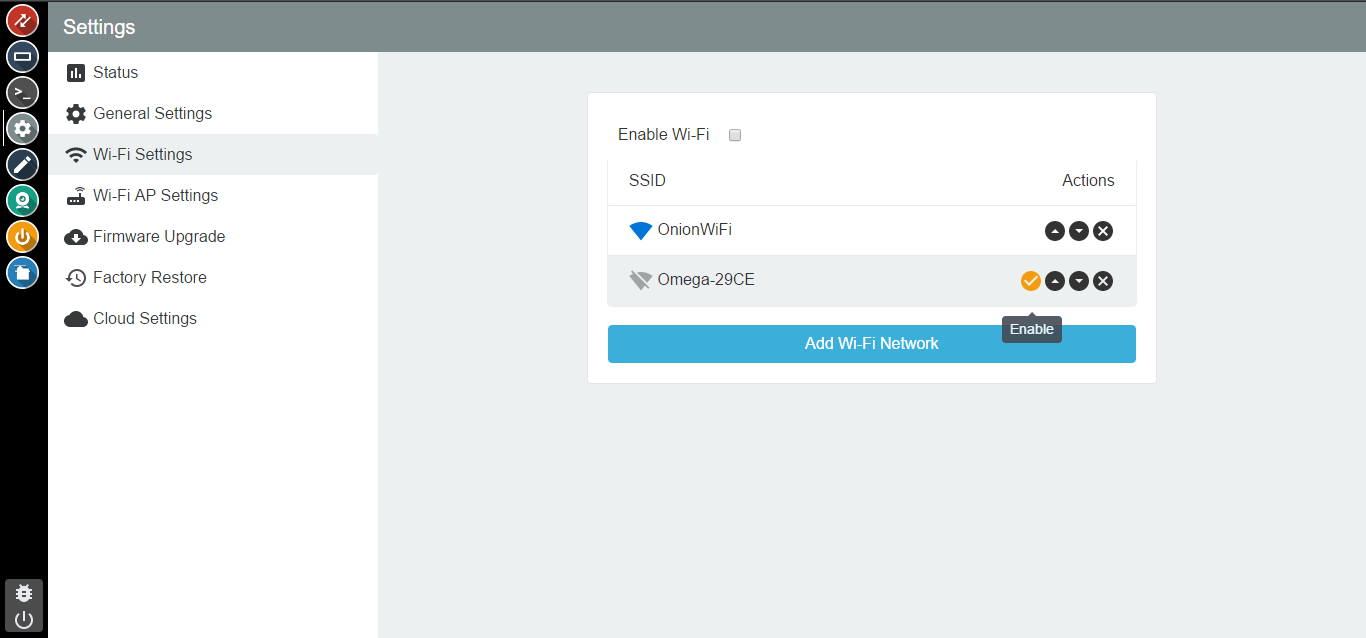 Settings
Status
General Settings
Wi-Fi Settings
Wi-Fi AP Settings
Firmware Upgrade
Factory Restore
Cloud Settings
Enable Wi-Fi
SSID Actions
OnionWiFi
Omega-29CE
Enable
Add Wi-Fi Network